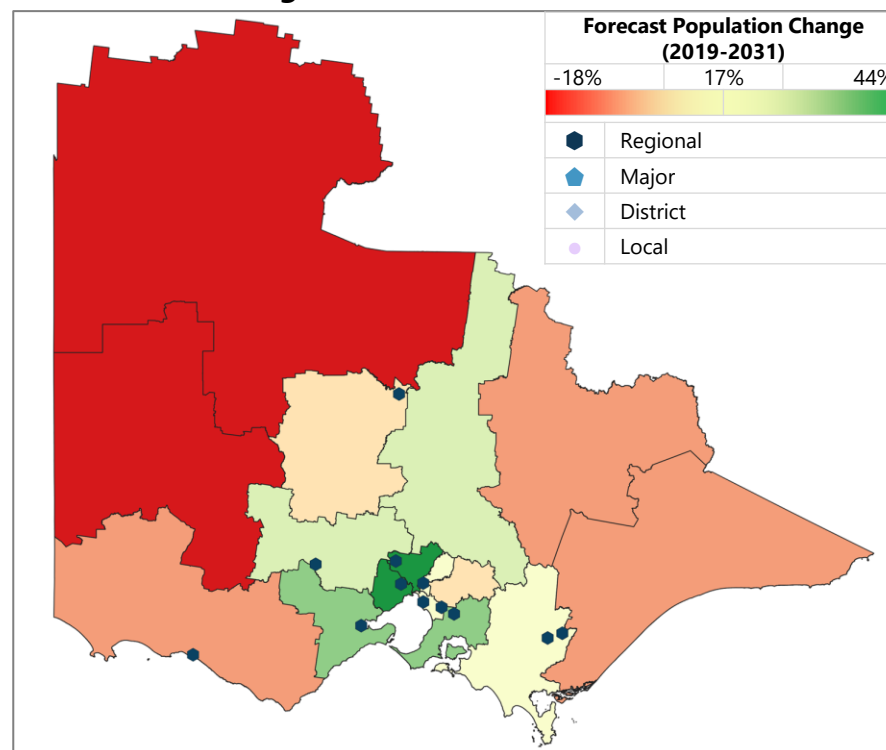 Forecast Population Change
(2019-2031)
-18% 17% 44%
Regional
Major
District
Local